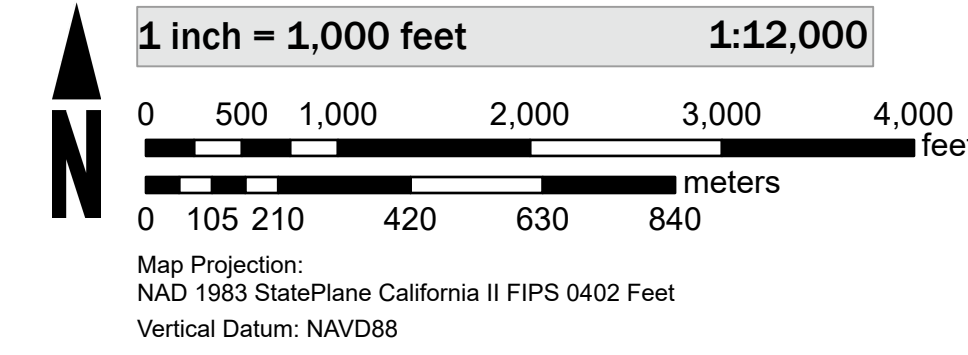 1 inch = 1,000 feet 1:12,000
0 500 1,000 2,000 3,000 4,000
feet
N
meters
0 105 210 420 630 840
Map Projection:
NAD 1983 StatePlane California II FIPS 0402 Feet
Vertical Datum: NAVD88